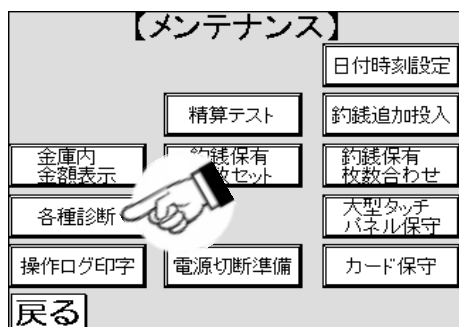 【メンテナンス】
日付時刻設定
精算テスト
釣銭追加投入
金庫内
金額表示
釣銭保有
数セット
釣銭保有
枚数合わせ
各種診断
大型タッチ
パネル保守
操作ログ印字
電源切断準備
カード保守
戻る